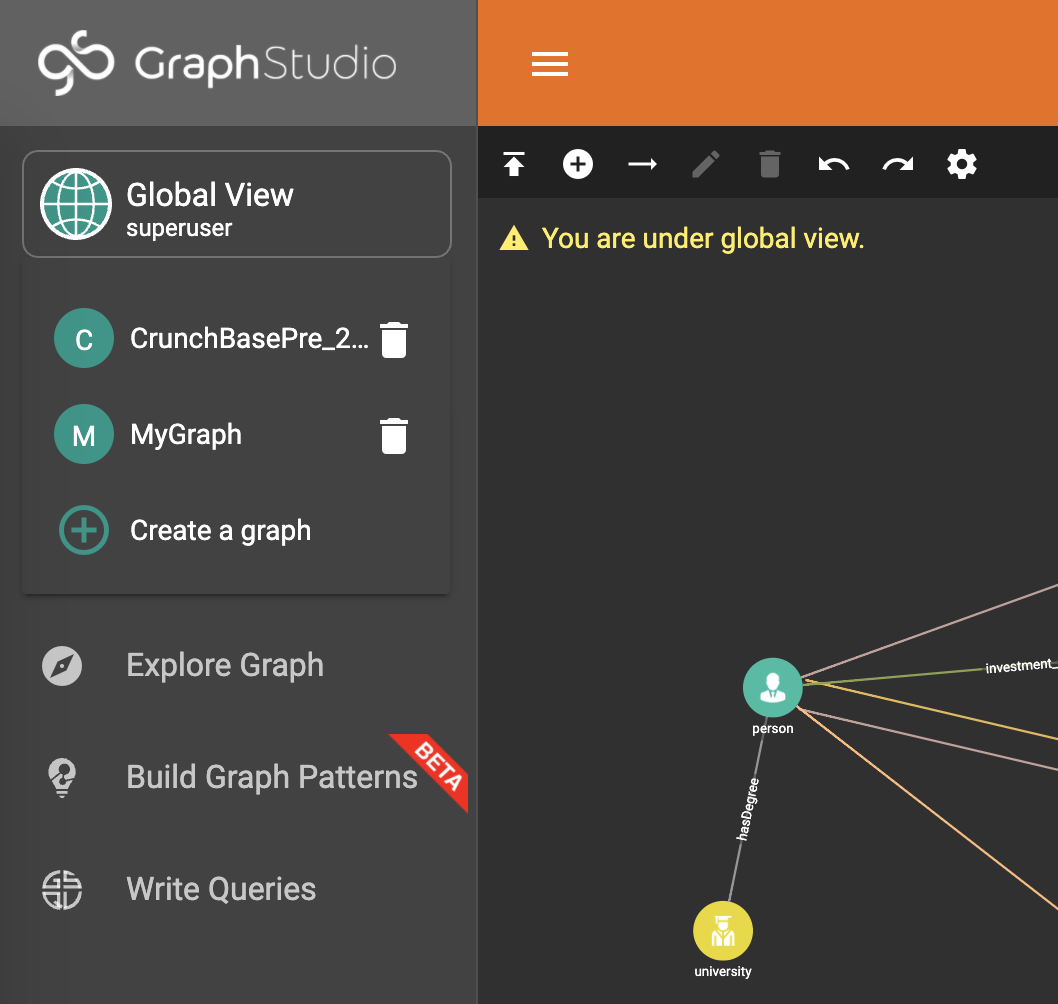 GraphStudio
Global View
superuser
You are under global view.
C CrunchBasePre_2...
M MyGraph
Create a graph
Explore Graph
investment_
person
BETA
Build Graph Patterns
hasDegree
Write Queries
university